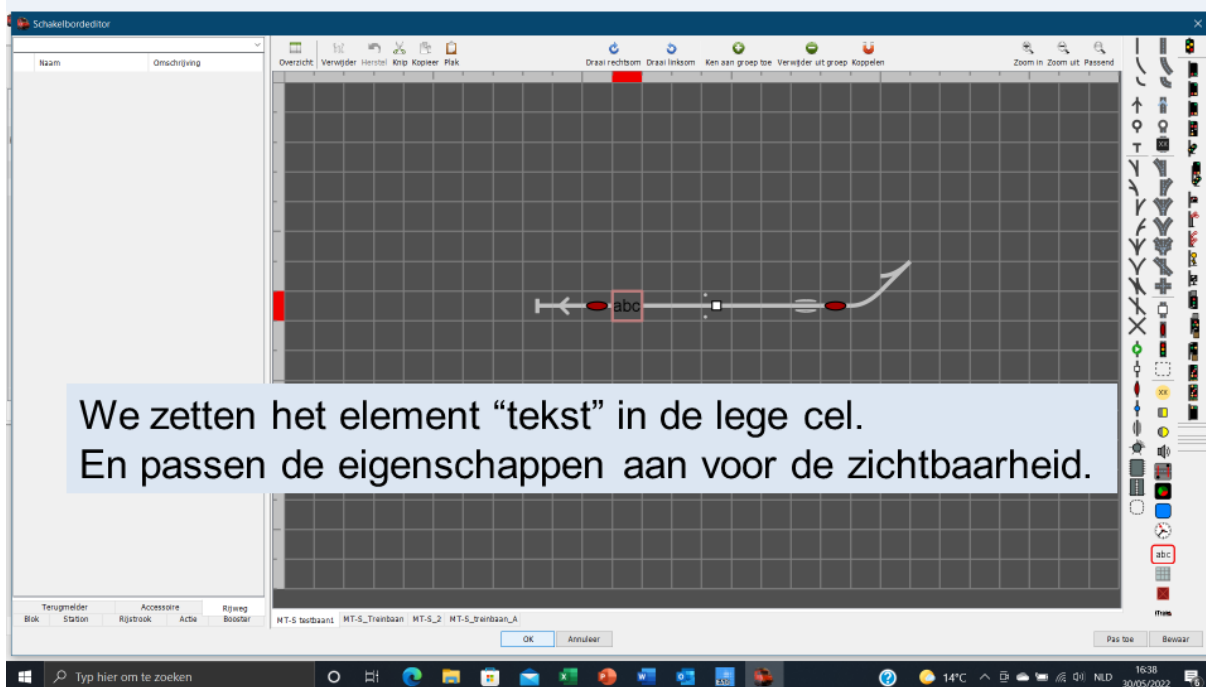 Schakelbordeditor
Naam Omschrijving
Overzicht Verwijder Herstel Knip Kopieer Plak Draai rechtsom Draai linksom Ken aan groep toe Verwijder uit groep Koppelen Zoom in Zoom uit Passend
XX
abc
We zetten het element “tekst” in de lege cel.
En passen de eigenschappen aan voor de zichtbaarheid.
XX
abc
Terugmelder Accessoire Rijweg
Blok Station Rijstrook Actie Booster
MT-S testbaan1 MT-S_Treinbaan MT-S_2 MT-S_treinbaan_A
OK Annuleer Pas toe Bewaar
Typ hier om te zoeken 14°C NLD 16:38
30/05/2022